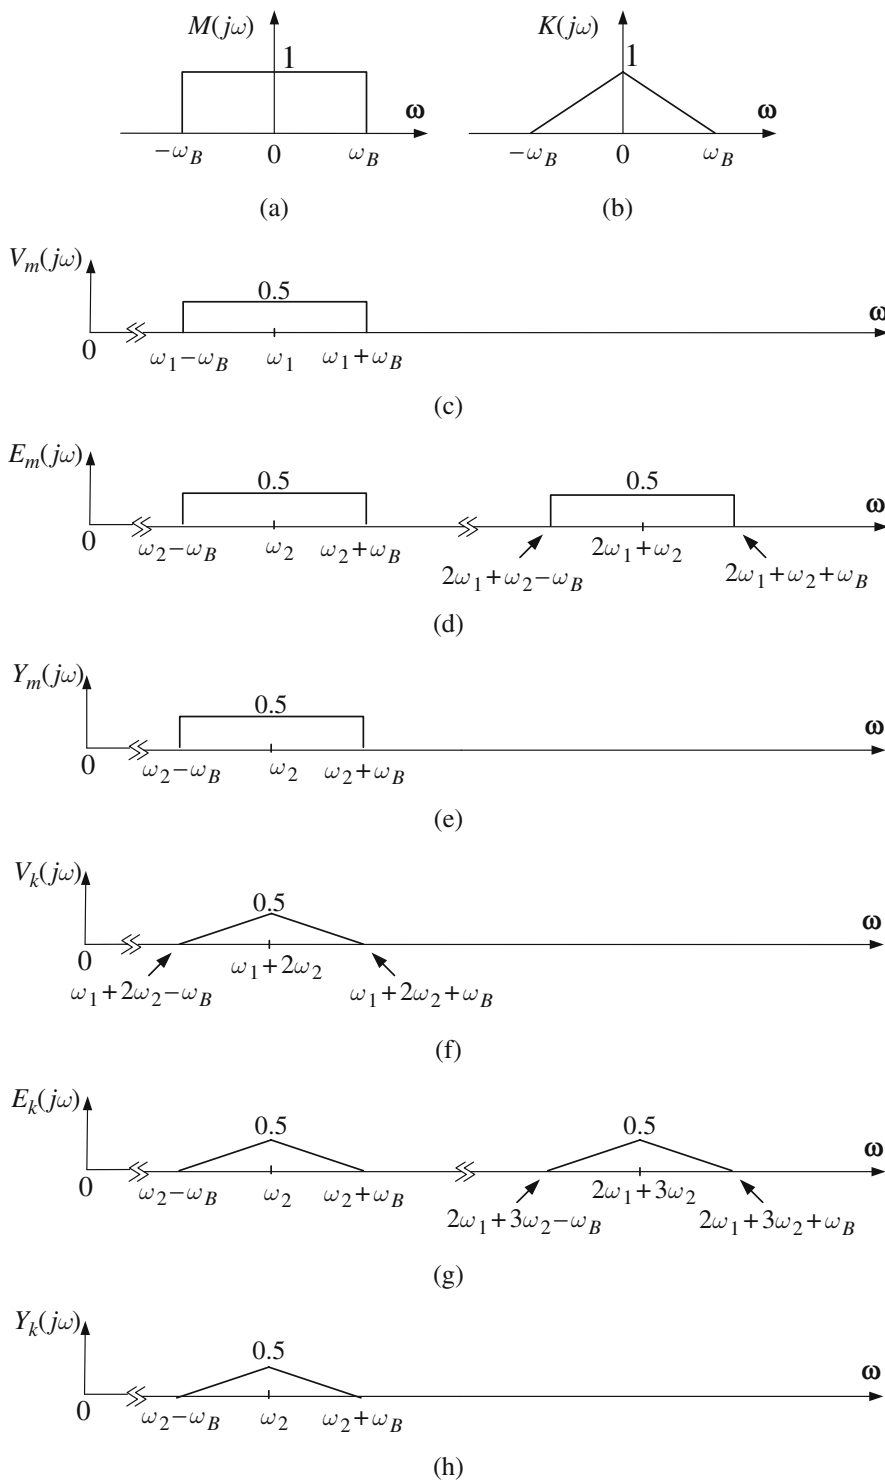 M(jω) K(jω)
1 1
ω ω
−ω_B 0 ω_B −ω_B 0 ω_B
(a) (b)
V_m(jω)
0.5
ω
0 ω_1−ω_B ω_1 ω_1+ω_B
(c)
E_m(jω)
0.5 0.5
ω
0 ω_2−ω_B ω_2 ω_2+ω_B 2ω_1+ω_2
2ω_1+ω_2−ω_B 2ω_1+ω_2+ω_B
(d)
Y_m(jω)
0.5
ω
0 ω_2−ω_B ω_2 ω_2+ω_B
(e)
V_k(jω)
0.5
ω
0 ω_1+2ω_2
ω_1+2ω_2−ω_B ω_1+2ω_2+ω_B
(f)
E_k(jω)
0.5 0.5
ω
0 ω_2−ω_B ω_2 ω_2+ω_B 2ω_1+3ω_2
2ω_1+3ω_2−ω_B 2ω_1+3ω_2+ω_B
(g)
Y_k(jω)
0.5
ω
0 ω_2−ω_B ω_2 ω_2+ω_B
(h)